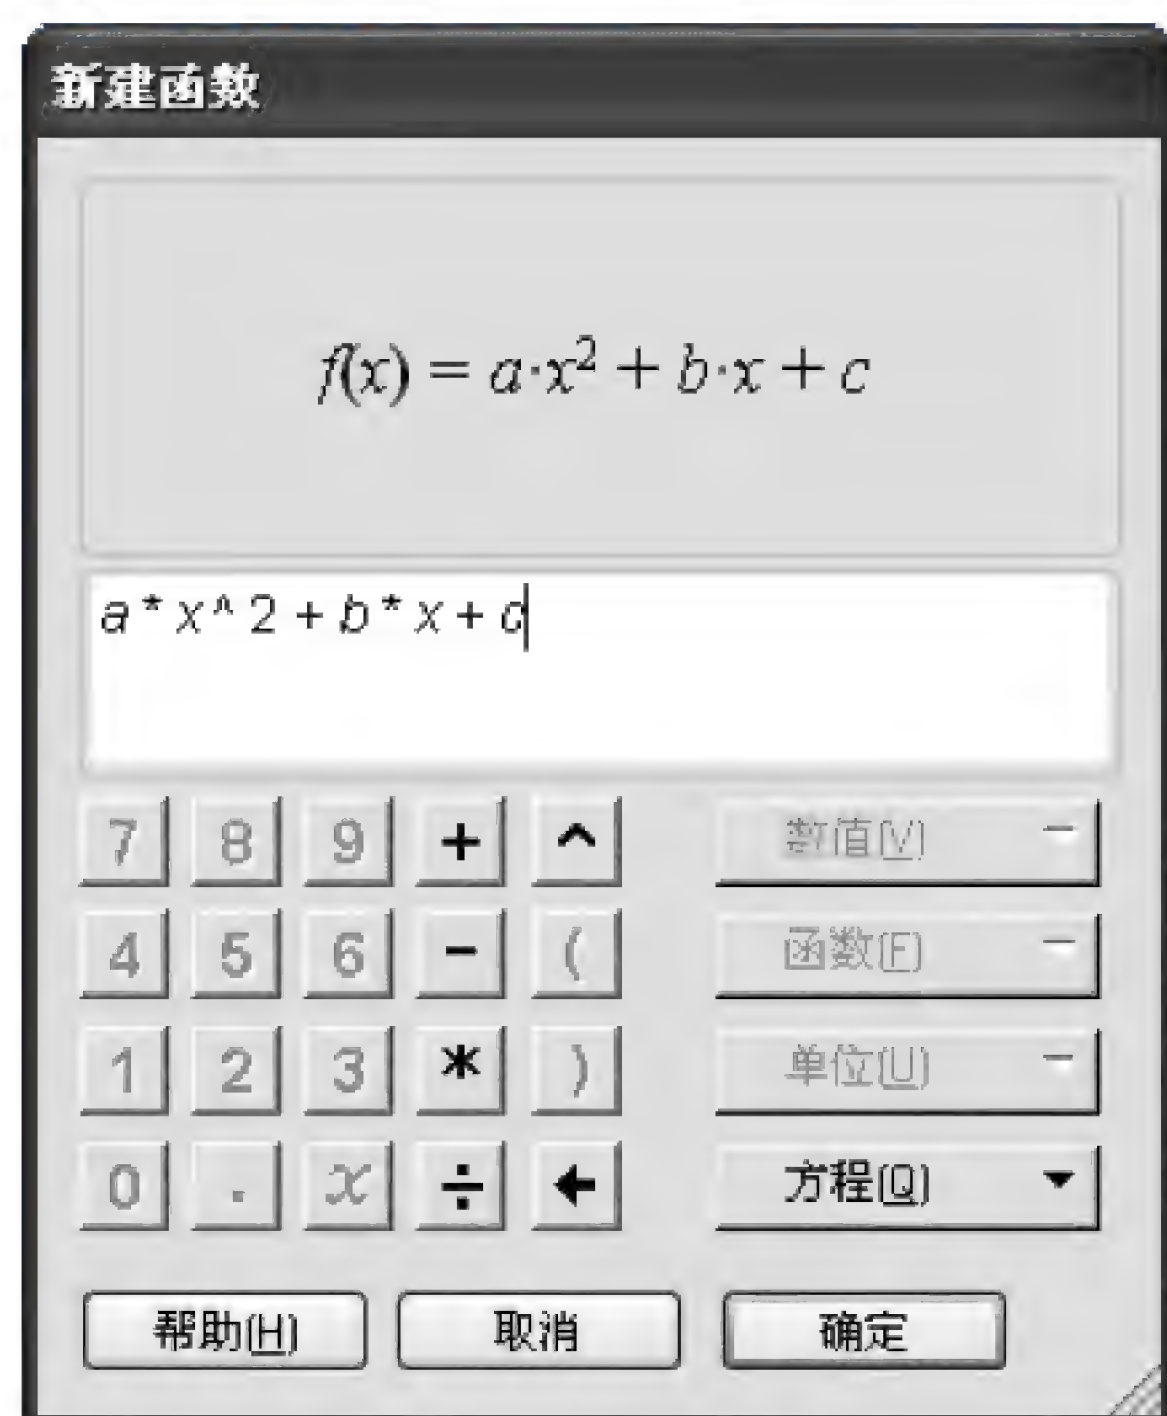 新建函数
f(x) = a·x² + b·x + c
a * x ^ 2 + b * x + c
7 8 9 + ^ 数值(V)
4 5 6 - ( 函数(F)
1 2 3 * ) 单位(U)
0 . x ÷ ← 方程(Q)
帮助(H) 取消 确定